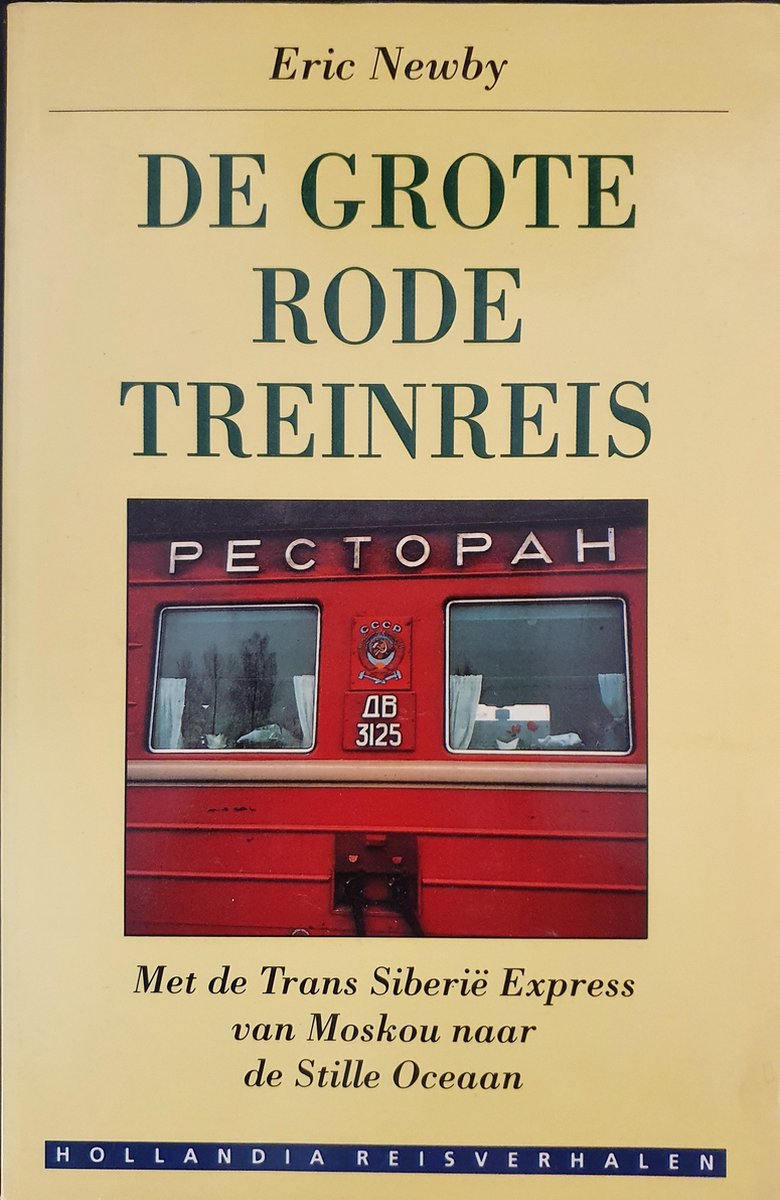 Eric Newby
DE GROTE
RODE
TREINREIS
РЕСТОРАН
СССР
ДВ
3125
Met de Trans Siberië Express
van Moskou naar
de Stille Oceaan
HOLLANDIA REISVERHALEN